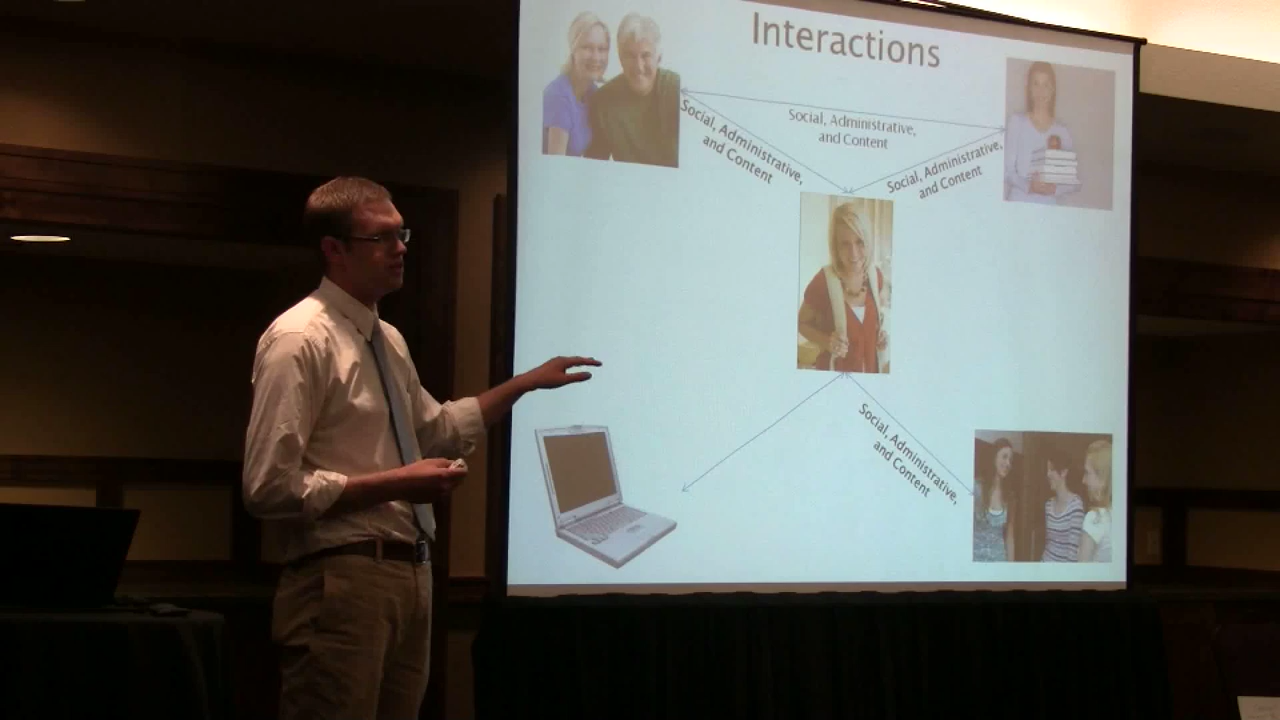 Interactions
Social, Administrative,
and Content
Social, Administrative,
and Content
Social, Administrative,
and Content
Social, Administrative,
and Content